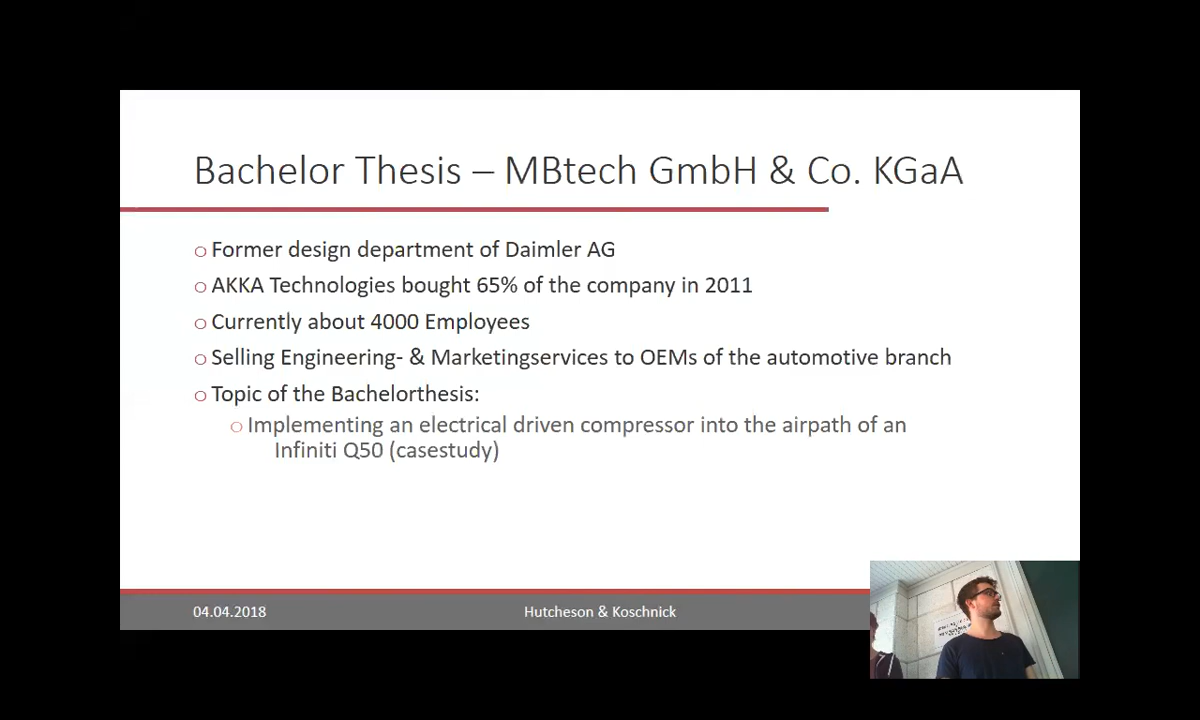 Bachelor Thesis – MBtech GmbH & Co. KGaA
○ Former design department of Daimler AG
○ AKKA Technologies bought 65% of the company in 2011
○ Currently about 4000 Employees
○ Selling Engineering- & Marketingservices to OEMs of the automotive branch
○ Topic of the Bachelorthesis:
○ Implementing an electrical driven compressor into the airpath of an
Infiniti Q50 (casestudy)
04.04.2018
Hutcheson & Koschnick